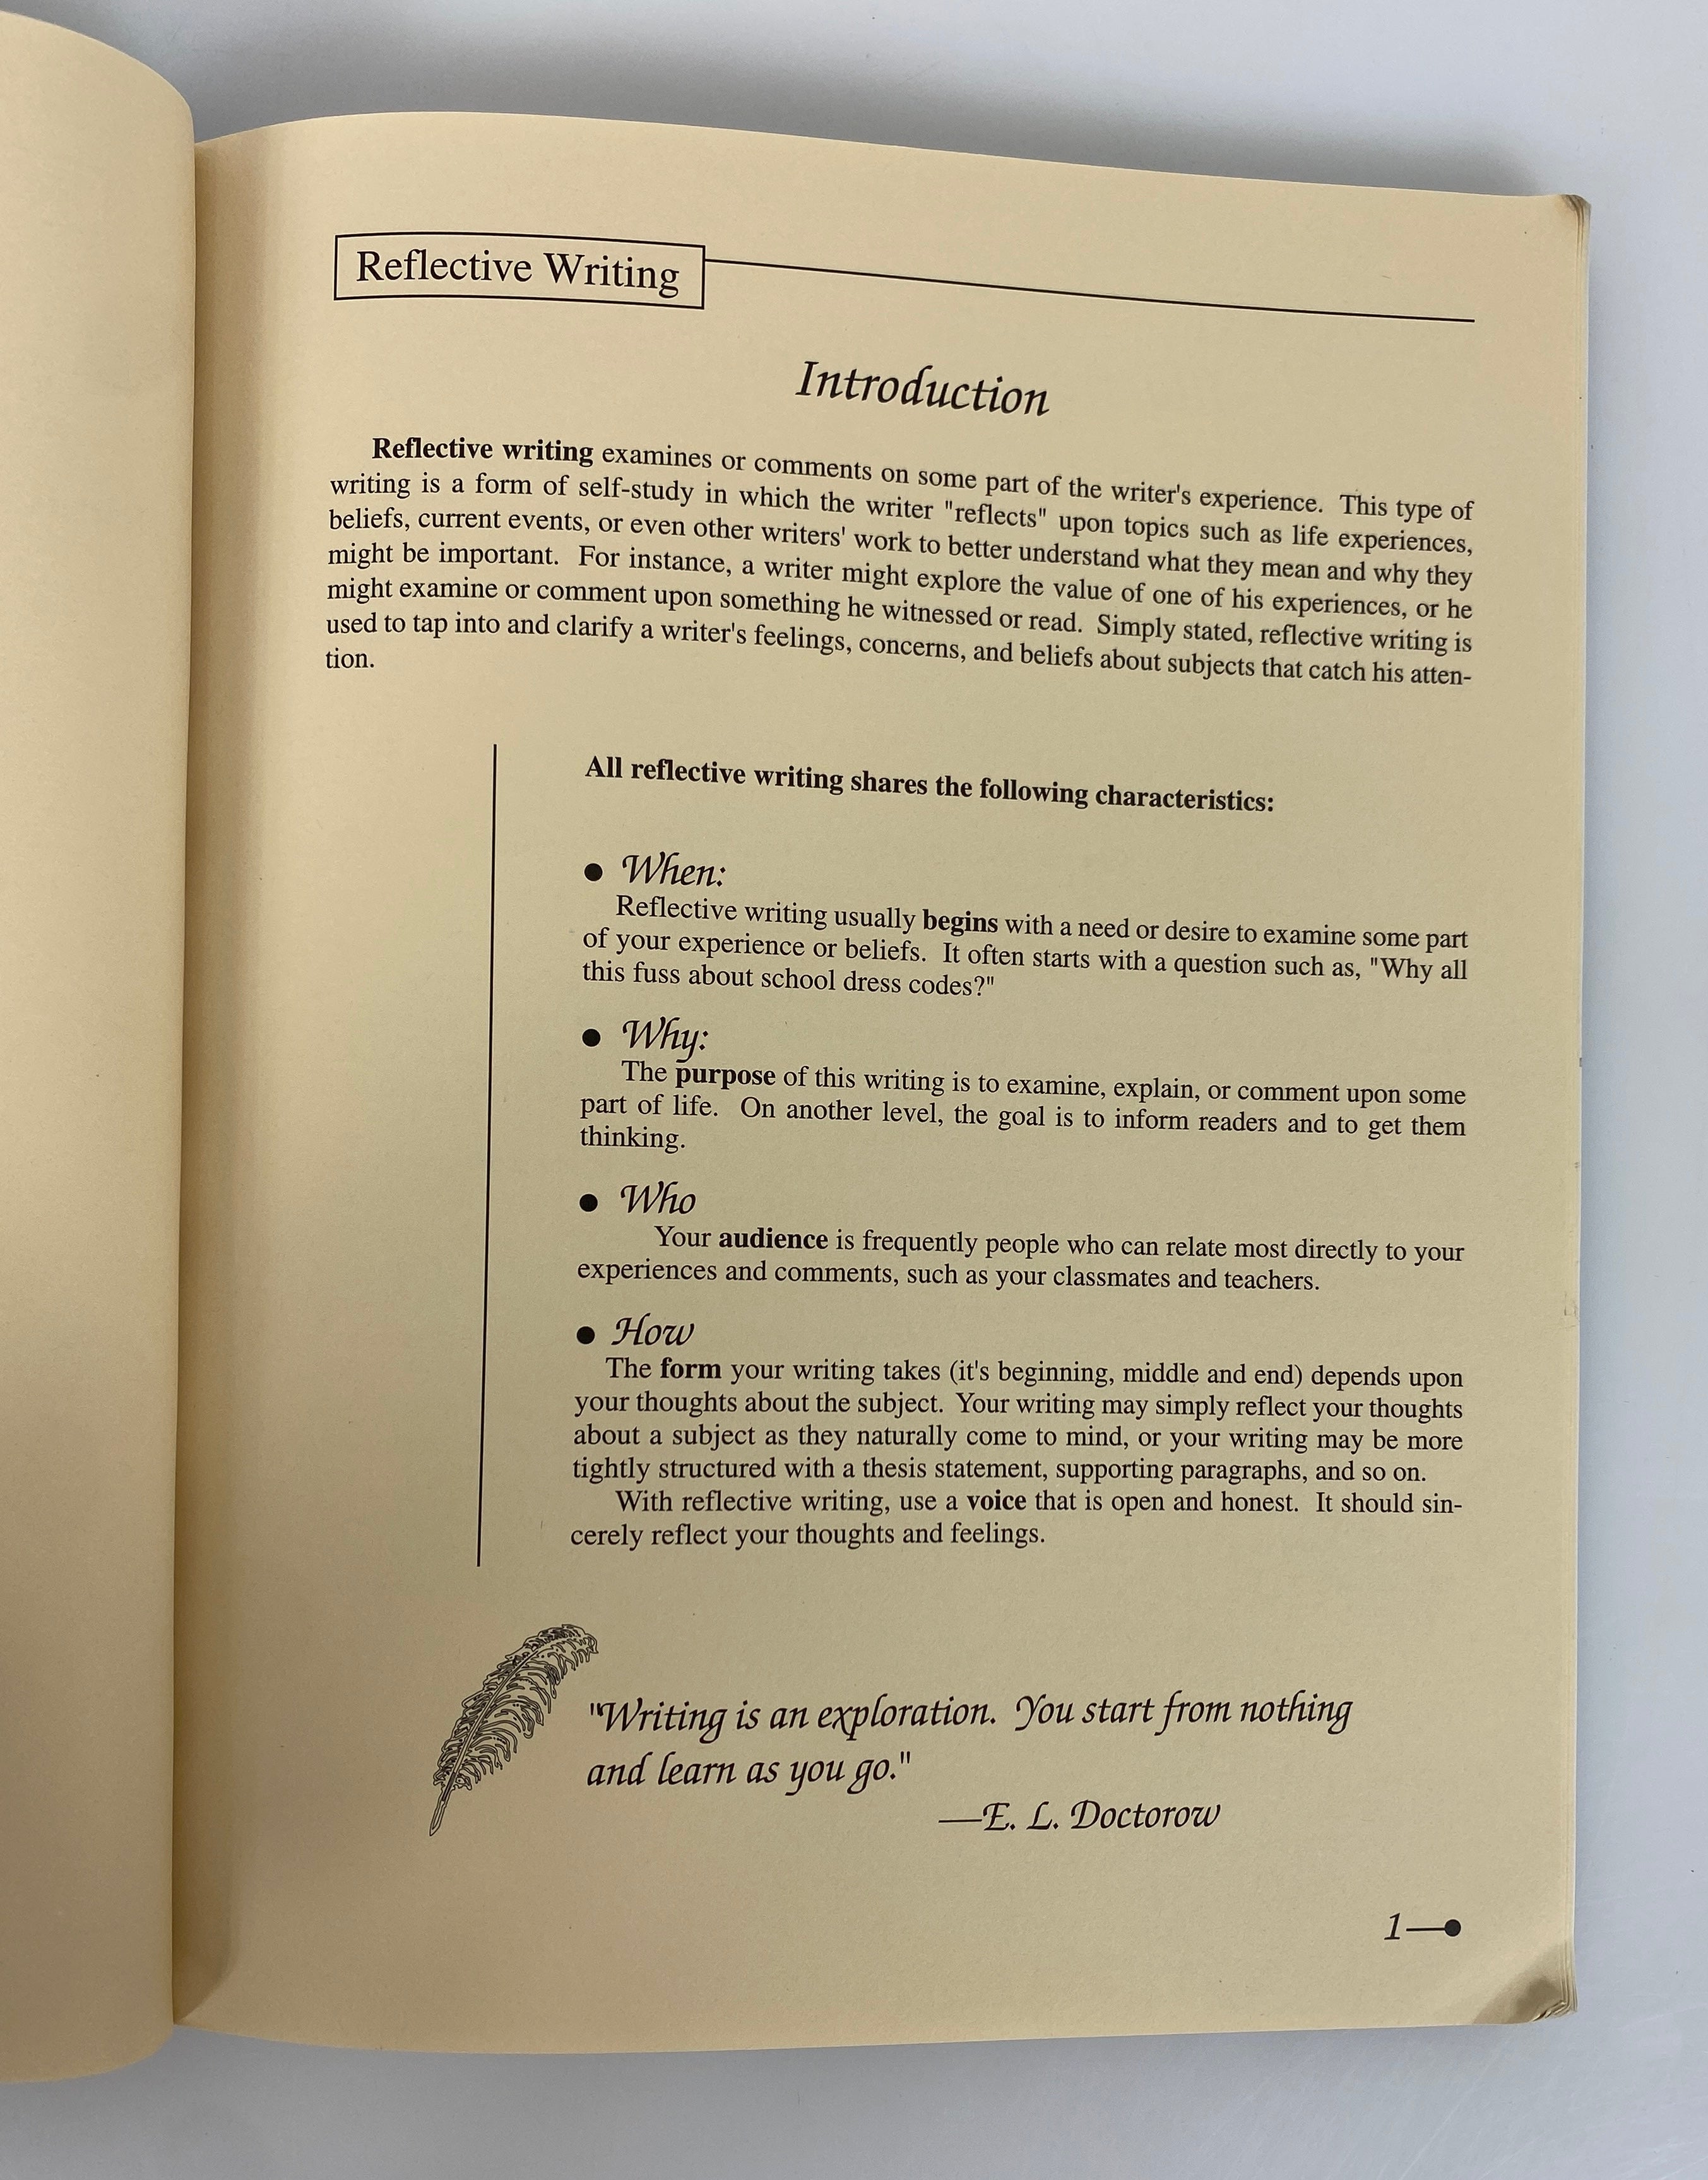 Reflective Writing
Introduction
Reflective writing examines or comments on some part of the writer's experience. This type of
writing is a form of self-study in which the writer "reflects" upon topics such as life experiences,
beliefs, current events, or even other writers' work to better understand what they mean and why they
might be important. For instance, a writer might explore the value of one of his experiences, or he
might examine or comment upon something he witnessed or read. Simply stated, reflective writing is
used to tap into and clarify a writer's feelings, concerns, and beliefs about subjects that catch his atten-
tion.
All reflective writing shares the following characteristics:
● When:
Reflective writing usually begins with a need or desire to examine some part
of your experience or beliefs. It often starts with a question such as, "Why all
this fuss about school dress codes?"
● Why:
The purpose of this writing is to examine, explain, or comment upon some
part of life. On another level, the goal is to inform readers and to get them
thinking.
● Who
Your audience is frequently people who can relate most directly to your
experiences and comments, such as your classmates and teachers.
● How
The form your writing takes (it's beginning, middle and end) depends upon
your thoughts about the subject. Your writing may simply reflect your thoughts
about a subject as they naturally come to mind, or your writing may be more
tightly structured with a thesis statement, supporting paragraphs, and so on.
With reflective writing, use a voice that is open and honest. It should sin-
cerely reflect your thoughts and feelings.
"Writing is an exploration. You start from nothing
and learn as you go."
—E. L. Doctorow
1